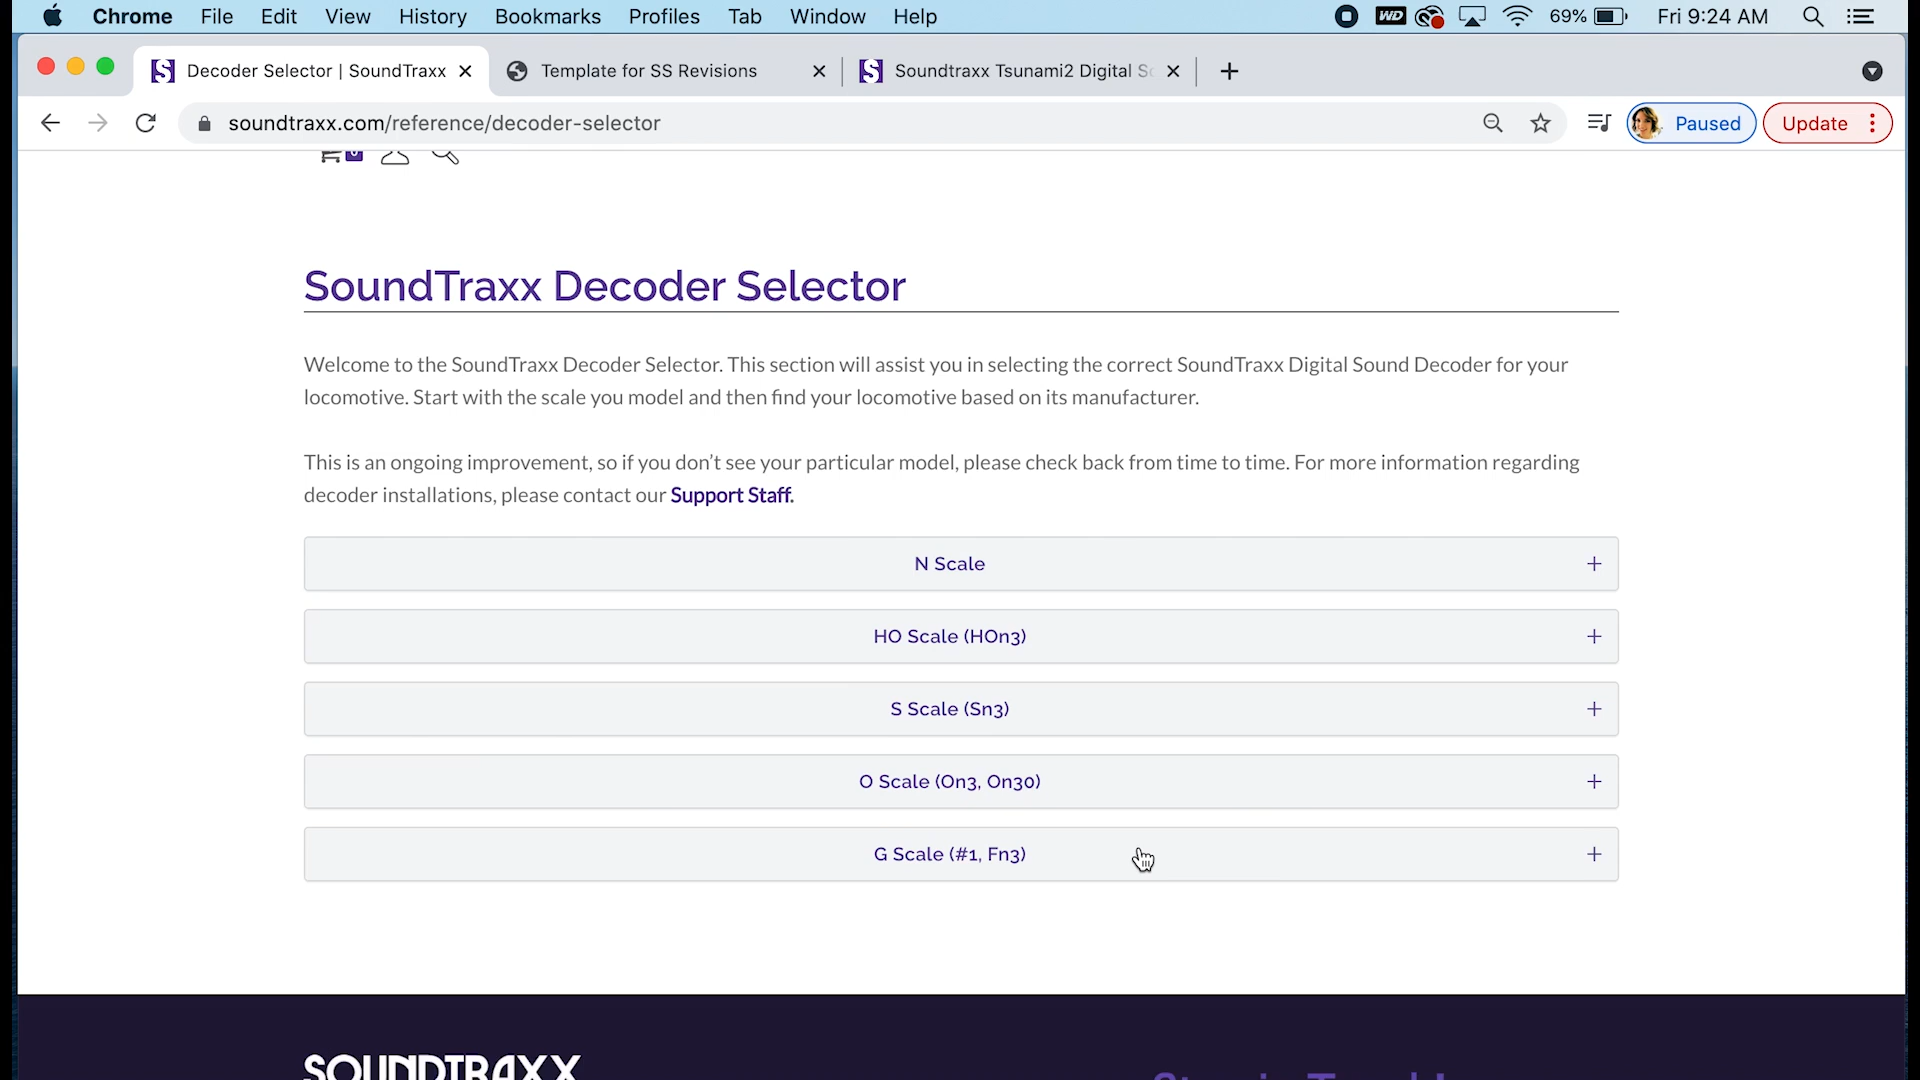 Chrome File Edit View History Bookmarks Profiles Tab Window Help WD 69% Fri 9:24 AM
Decoder Selector | SoundTraxx Template for SS Revisions Soundtraxx Tsunami2 Digital
soundtraxx.com/reference/decoder-selector Paused Update
SoundTraxx Decoder Selector
Welcome to the SoundTraxx Decoder Selector. This section will assist you in selecting the correct SoundTraxx Digital Sound Decoder for your
locomotive. Start with the scale you model and then find your locomotive based on its manufacturer.
This is an ongoing improvement, so if you don't see your particular model, please check back from time to time. For more information regarding
decoder installations, please contact our Support Staff.
N Scale +
HO Scale (HOn3) +
S Scale (Sn3) +
O Scale (On3, On30) +
G Scale (#1, Fn3) +
SOUNDTRAXX